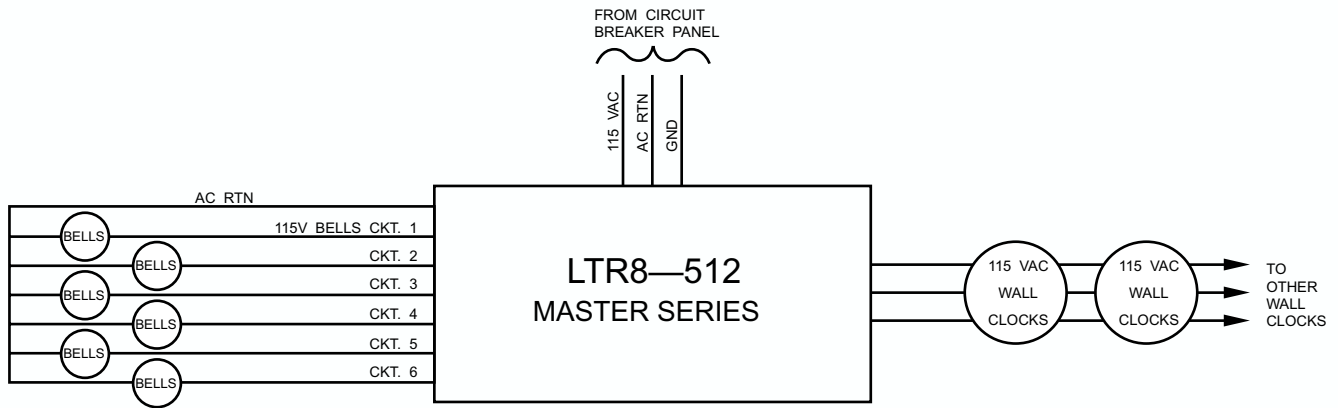 FROM CIRCUIT
BREAKER PANEL
115 VAC
AC RTN
GND
AC RTN
115V BELLS CKT. 1
CKT. 2
CKT. 3
CKT. 4
CKT. 5
CKT. 6
BELLS
BELLS
BELLS
BELLS
BELLS
BELLS
LTR8—512
MASTER SERIES
115 VAC
WALL
CLOCKS
115 VAC
WALL
CLOCKS
TO
OTHER
WALL
CLOCKS